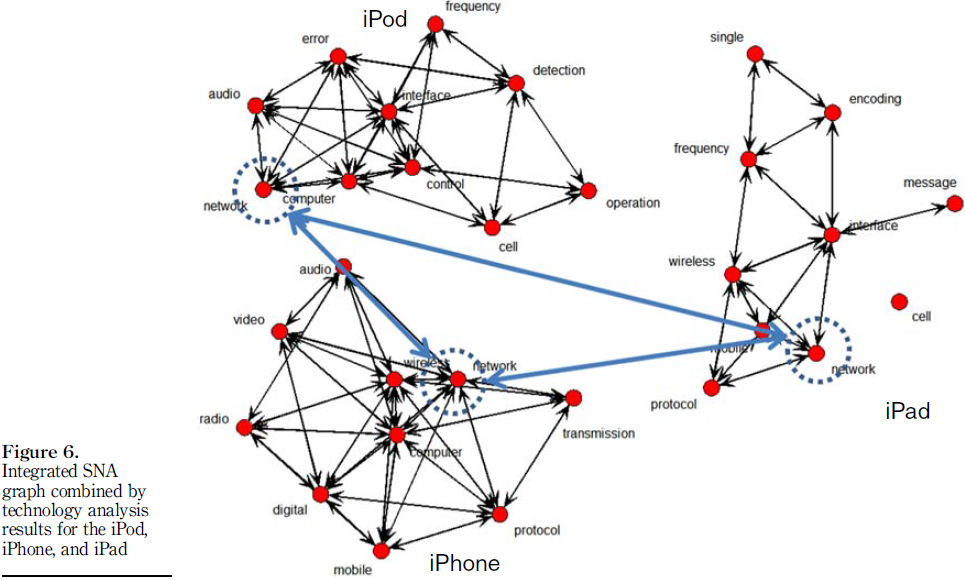 iPod
frequency
error
detection
audio
interface
control
computer
network
operation
cell
single
encoding
frequency
message
interface
wireless
cell
mobile
network
protocol
iPad
audio
video
wireless
network
radio
transmission
computer
digital
protocol
mobile
iPhone
Figure 6.
Integrated SNA
graph combined by
technology analysis
results for the iPod,
iPhone, and iPad